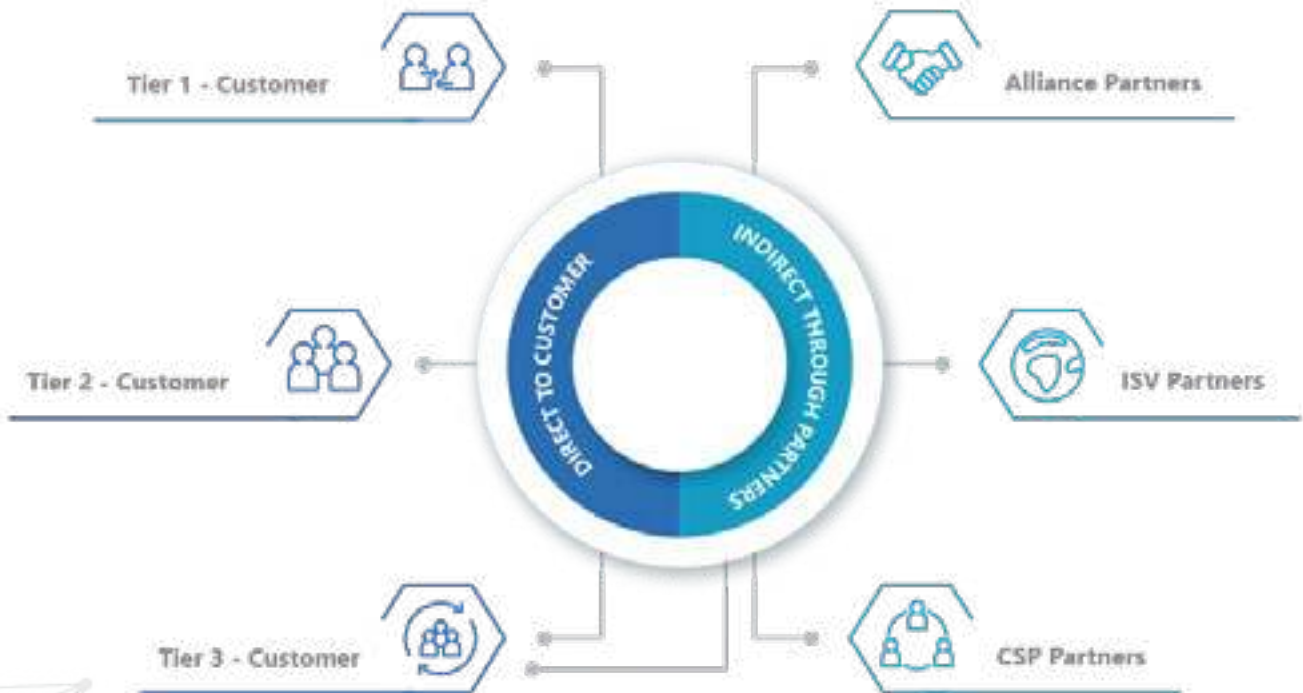 Tier 1 - Customer
Alliance Partners
DIRECT TO CUSTOMER
INDIRECT THROUGH PARTNERS
Tier 2 - Customer
ISV Partners
Tier 3 - Customer
CSP Partners